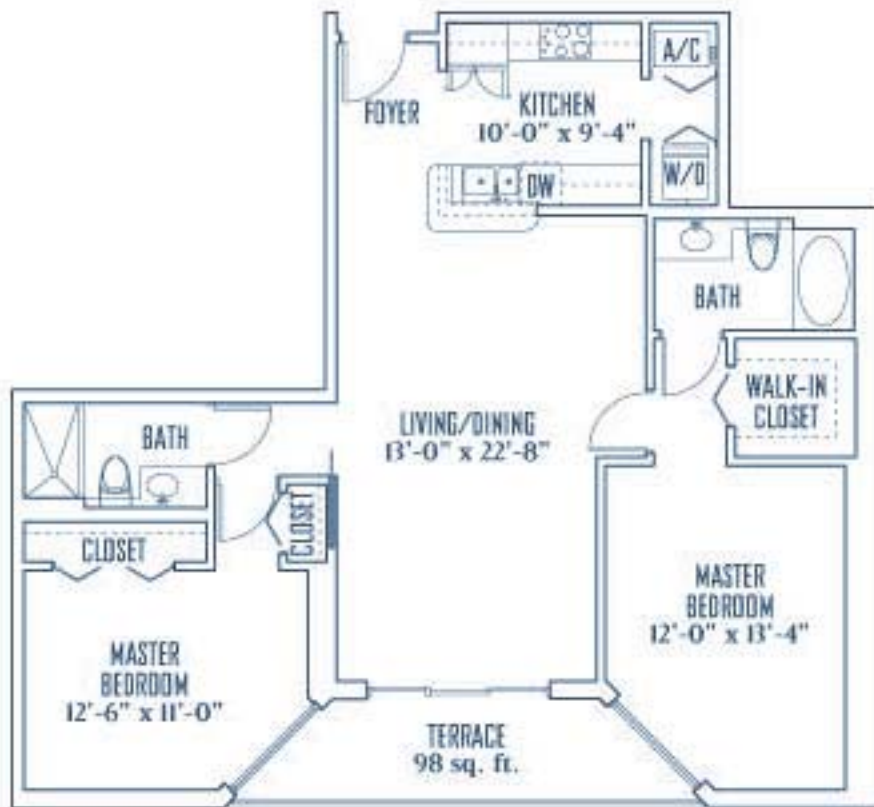 A/C
FOYER
KITCHEN
10'-0" x 9'-4"
W/D
DW
BATH
WALK-IN
CLOSET
LIVING/DINING
13'-0" x 22'-8"
BATH
CLOSET
CLOSET
MASTER
BEDROOM
12'-0" x 13'-4"
MASTER
BEDROOM
12'-6" x 11'-0"
TERRACE
98 sq. ft.